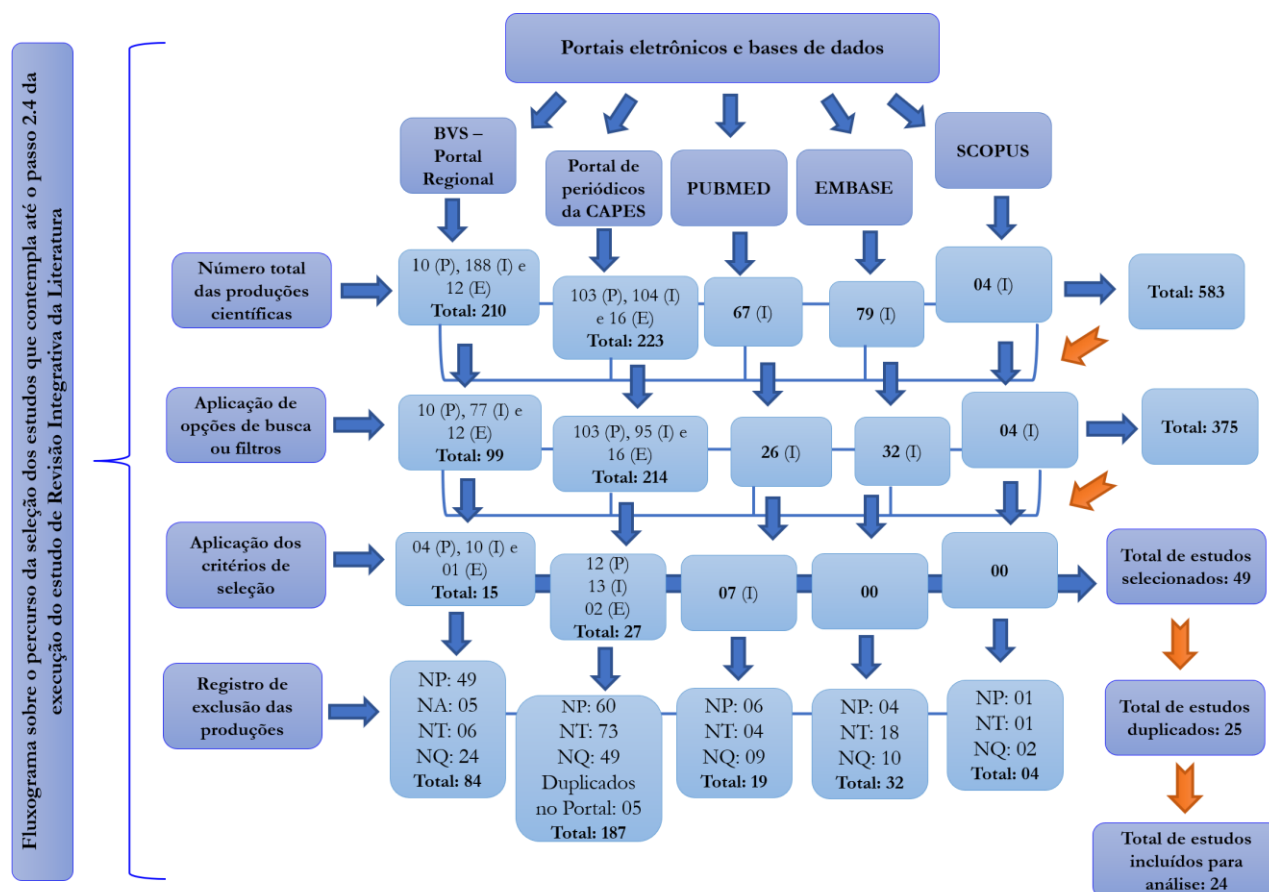 Fluxograma sobre o percurso da seleção dos estudos que contempla até o passo 2.4 da
execução do estudo de Revisão Integrativa da Literatura
Portais eletrônicos e bases de dados
BVS –
Portal
Regional
Portal de
periódicos
da CAPES
PUBMED
EMBASE
SCOPUS
Número total
das produções
científicas
10 (P), 188 (I) e
12 (E)
Total: 210
103 (P), 104 (I)
e 16 (E)
Total: 223
67 (I)
79 (I)
04 (I)
Total: 583
Aplicação de
opções de busca
ou filtros
10 (P), 77 (I) e
12 (E)
Total: 99
103 (P), 95 (I) e
16 (E)
Total: 214
26 (I)
32 (I)
04 (I)
Total: 375
Aplicação dos
critérios de
seleção
04 (P), 10 (I) e
01 (E)
Total: 15
12 (P)
13 (I)
02 (E)
Total: 27
07 (I)
00
00
Total de estudos
selecionados: 49
Registro de
exclusão das
produções
NP: 49
NA: 05
NT: 06
NQ: 24
Total: 84
NP: 60
NT: 73
NQ: 49
Duplicados
no Portal: 05
Total: 187
NP: 06
NT: 04
NQ: 09
Total: 19
NP: 04
NT: 18
NQ: 10
Total: 32
NP: 01
NT: 01
NQ: 02
Total: 04
Total de estudos
duplicados: 25
Total de estudos
incluídos para
análise: 24